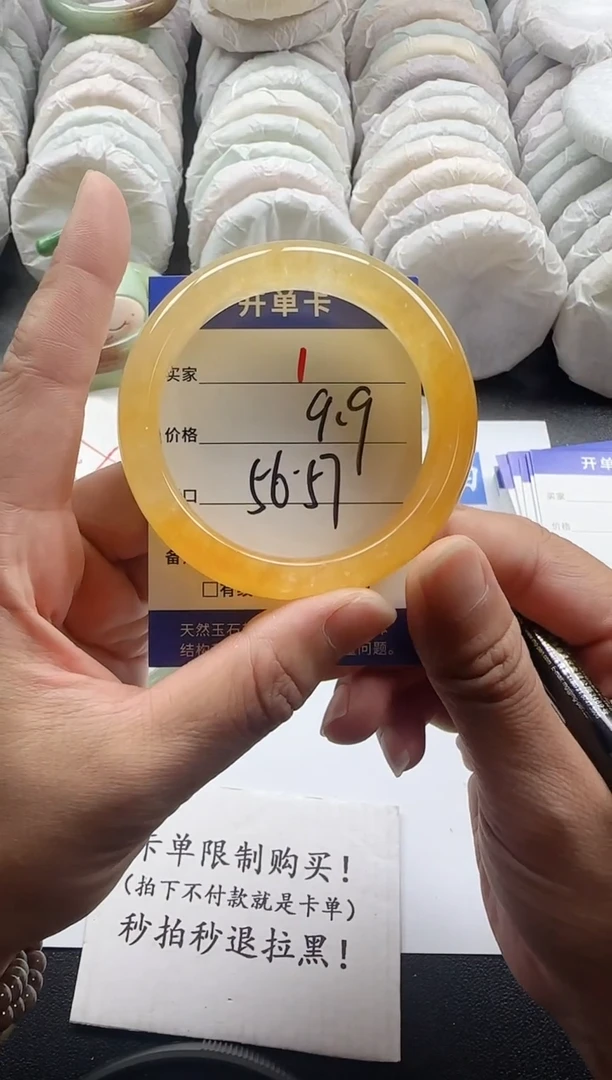 开单卡
买家 1
价格 9.9
口 56.57
备
□有
天然玉石
结构 问题。
开单
买家
价格
卡单限制购买！
（拍下不付款就是卡单）
秒拍秒退拉黑！